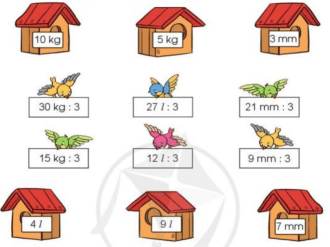 10 kg 5 kg 3 mm
30 kg : 3 27 l : 3 21 mm : 3
15 kg : 3 12 l : 3 9 mm : 3
4 l 9 l 7 mm